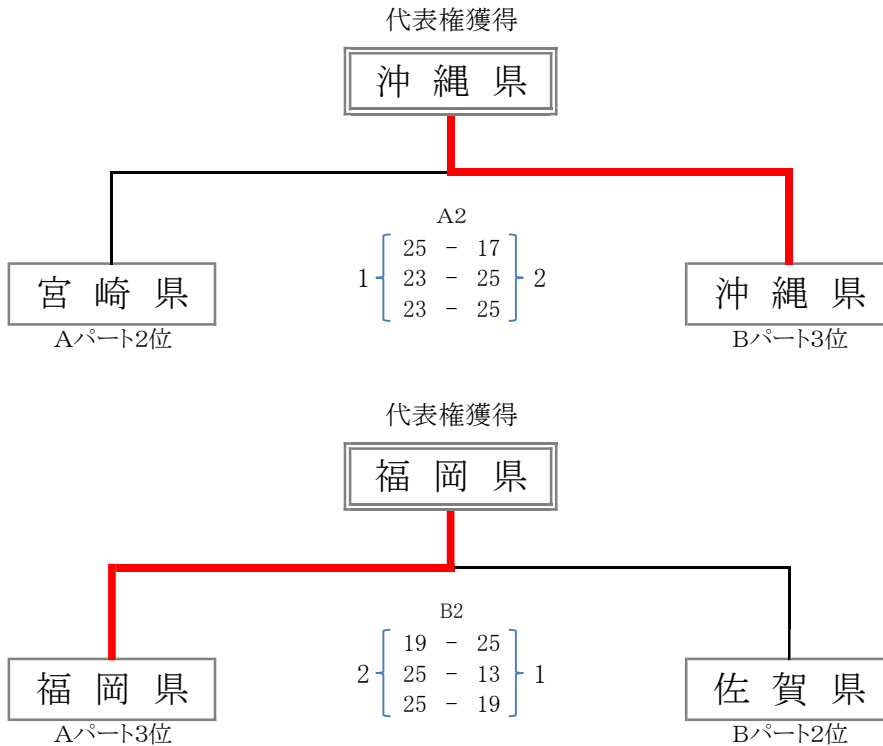 代表権獲得
沖縄県
A2
25 - 17
1 23 - 25 2
23 - 25
宮崎県 沖縄県
Aパート2位 Bパート3位
代表権獲得
福岡県
B2
19 - 25
2 25 - 13 1
25 - 19
福岡県 佐賀県
Aパート3位 Bパート2位